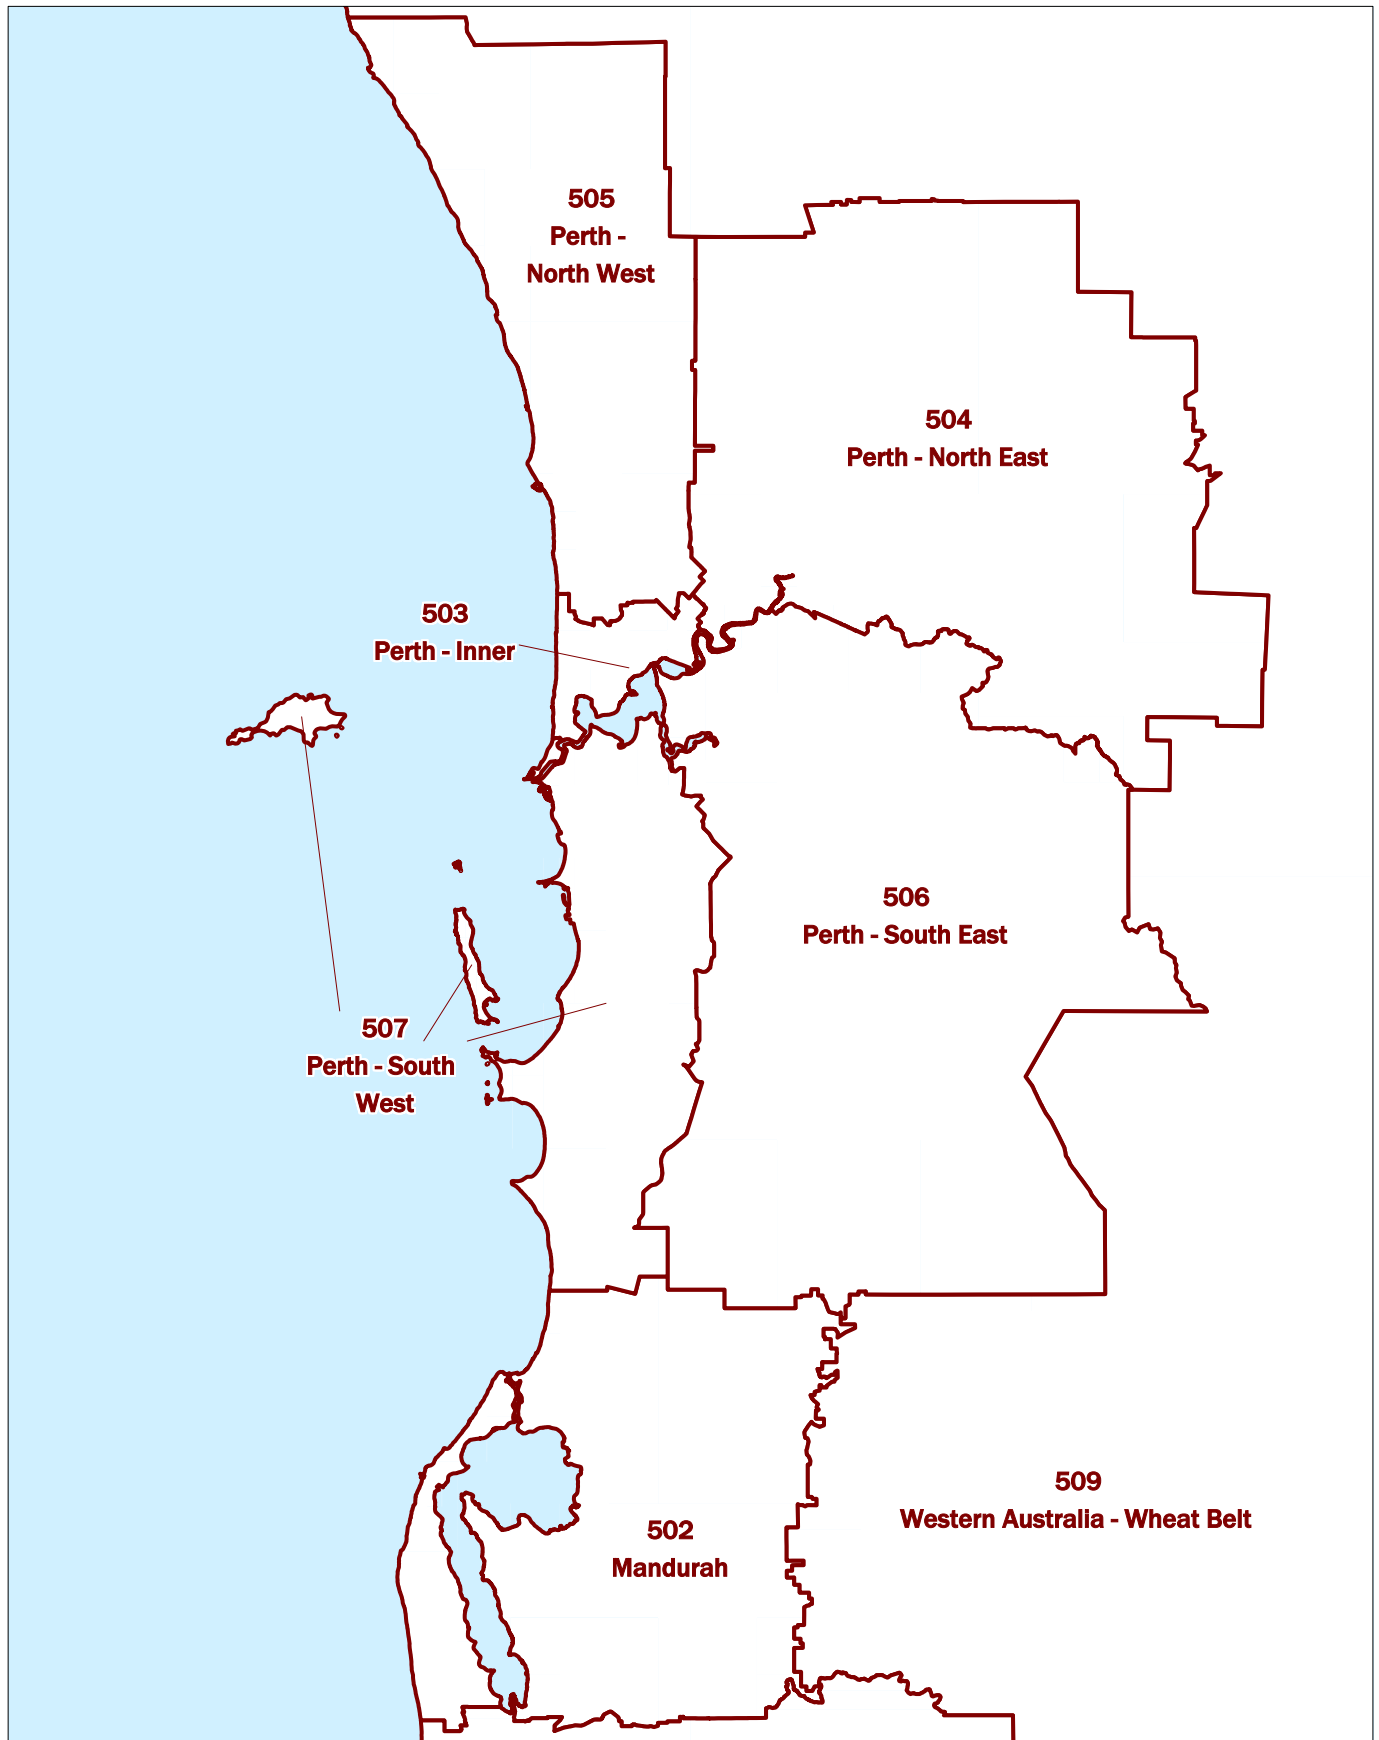 505
Perth -
North West
504
Perth - North East
503
Perth - Inner
506
Perth - South East
507
Perth - South
West
509
Western Australia - Wheat Belt
502
Mandurah